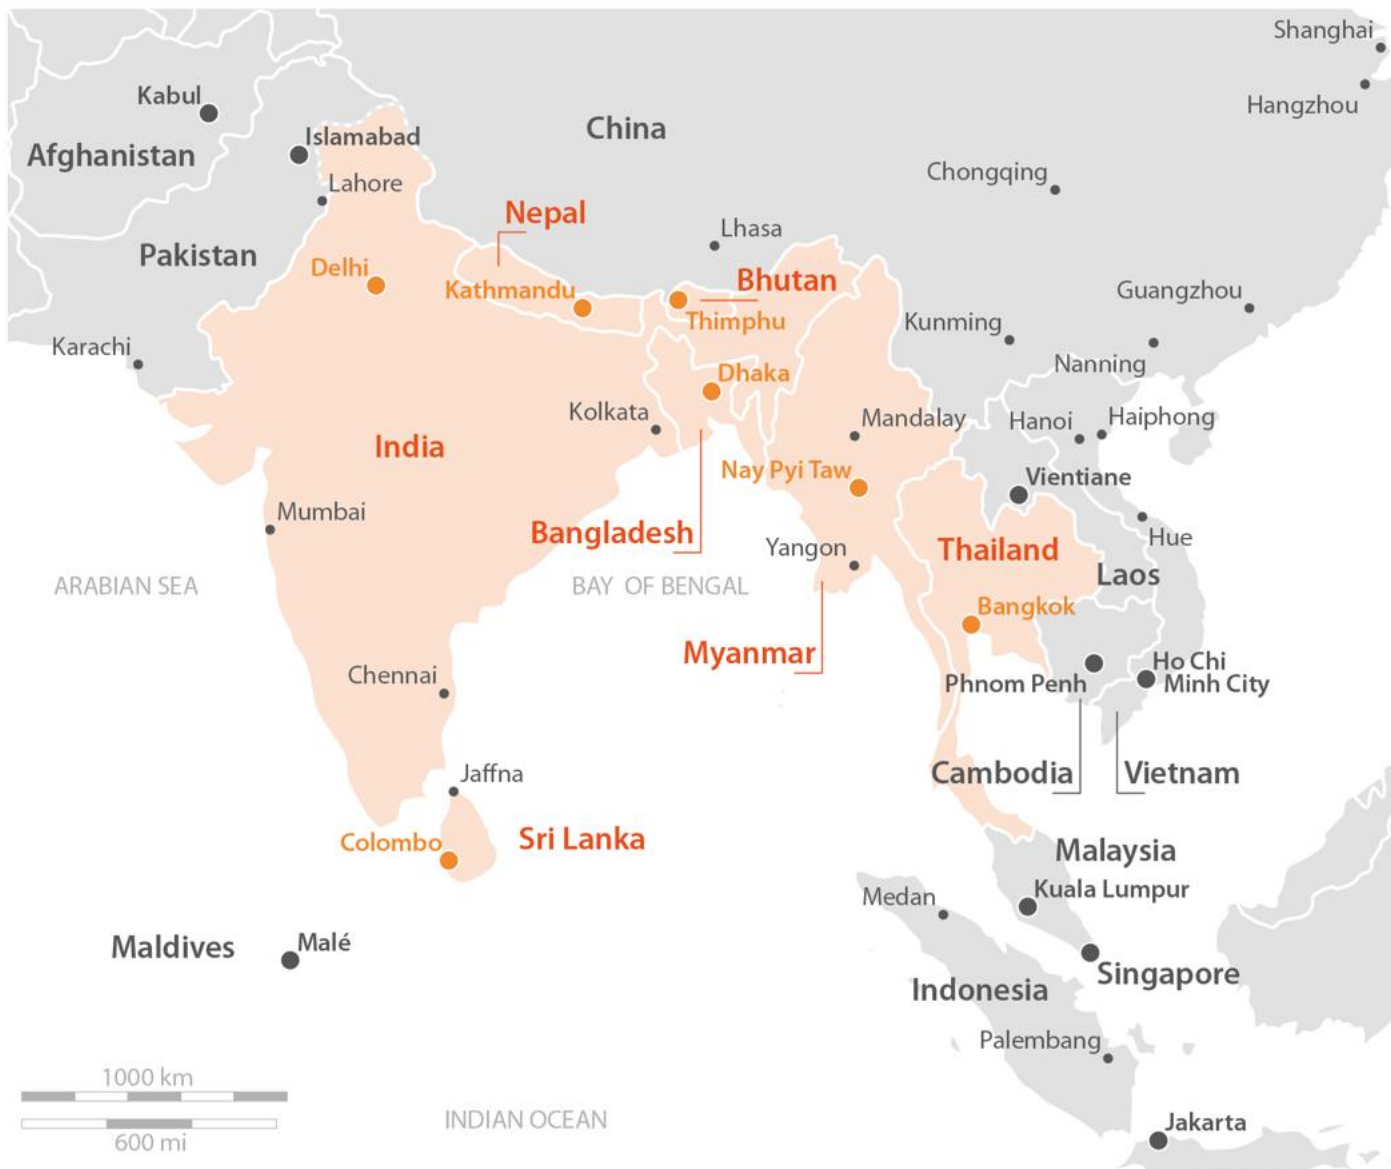 Shanghai
Kabul
Hangzhou
China
Islamabad
Afghanistan
Chongqing
Lahore
Nepal
Lhasa
Pakistan
Delhi
Bhutan
Kathmandu
Guangzhou
Thimphu
Kunming
Karachi
Nanning
Dhaka
Kolkata
Mandalay
Hanoi
Haiphong
India
Nay Pyi Taw
Vientiane
Mumbai
Bangladesh
Yangon
Thailand
Hue
Laos
ARABIAN SEA
BAY OF BENGAL
Bangkok
Myanmar
Ho Chi
Minh City
Chennai
Phnom Penh
Jaffna
Cambodia
Vietnam
Colombo
Sri Lanka
Malaysia
Medan
Kuala Lumpur
Maldives
Malé
Singapore
Indonesia
Palembang
1000 km
INDIAN OCEAN
Jakarta
600 mi